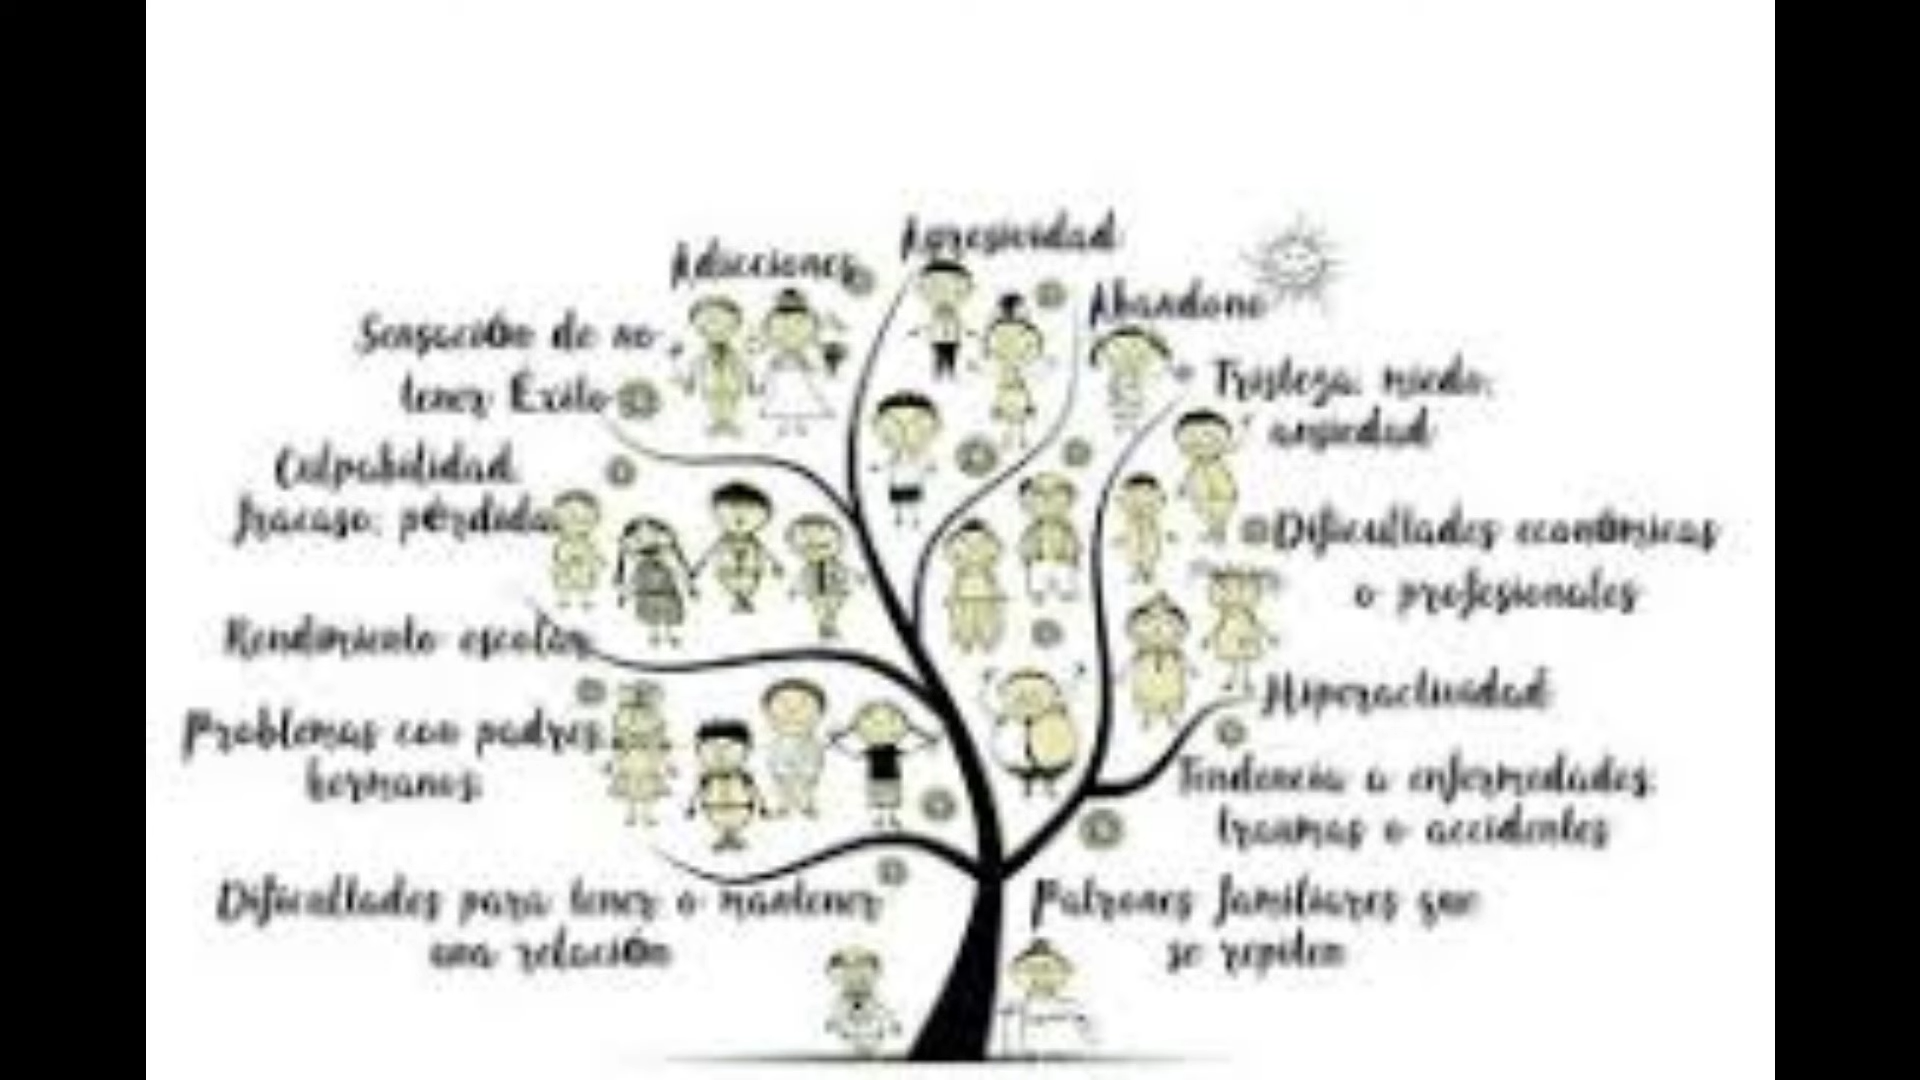 Agresividad
Adicciones
Abandono
Sensación de no
tener Éxito
Tristeza, miedo,
ansiedad
Culpabilidad,
fracaso, pérdida
Dificultades económicas
o profesionales
Rendimiento escolar
Hiperactividad
Problemas con padres,
hermanos,
Tendencia a enfermedades,
traumas o accidentes
Dificultades para tener o mantener
una relación
Patrones familiares que
se repiten